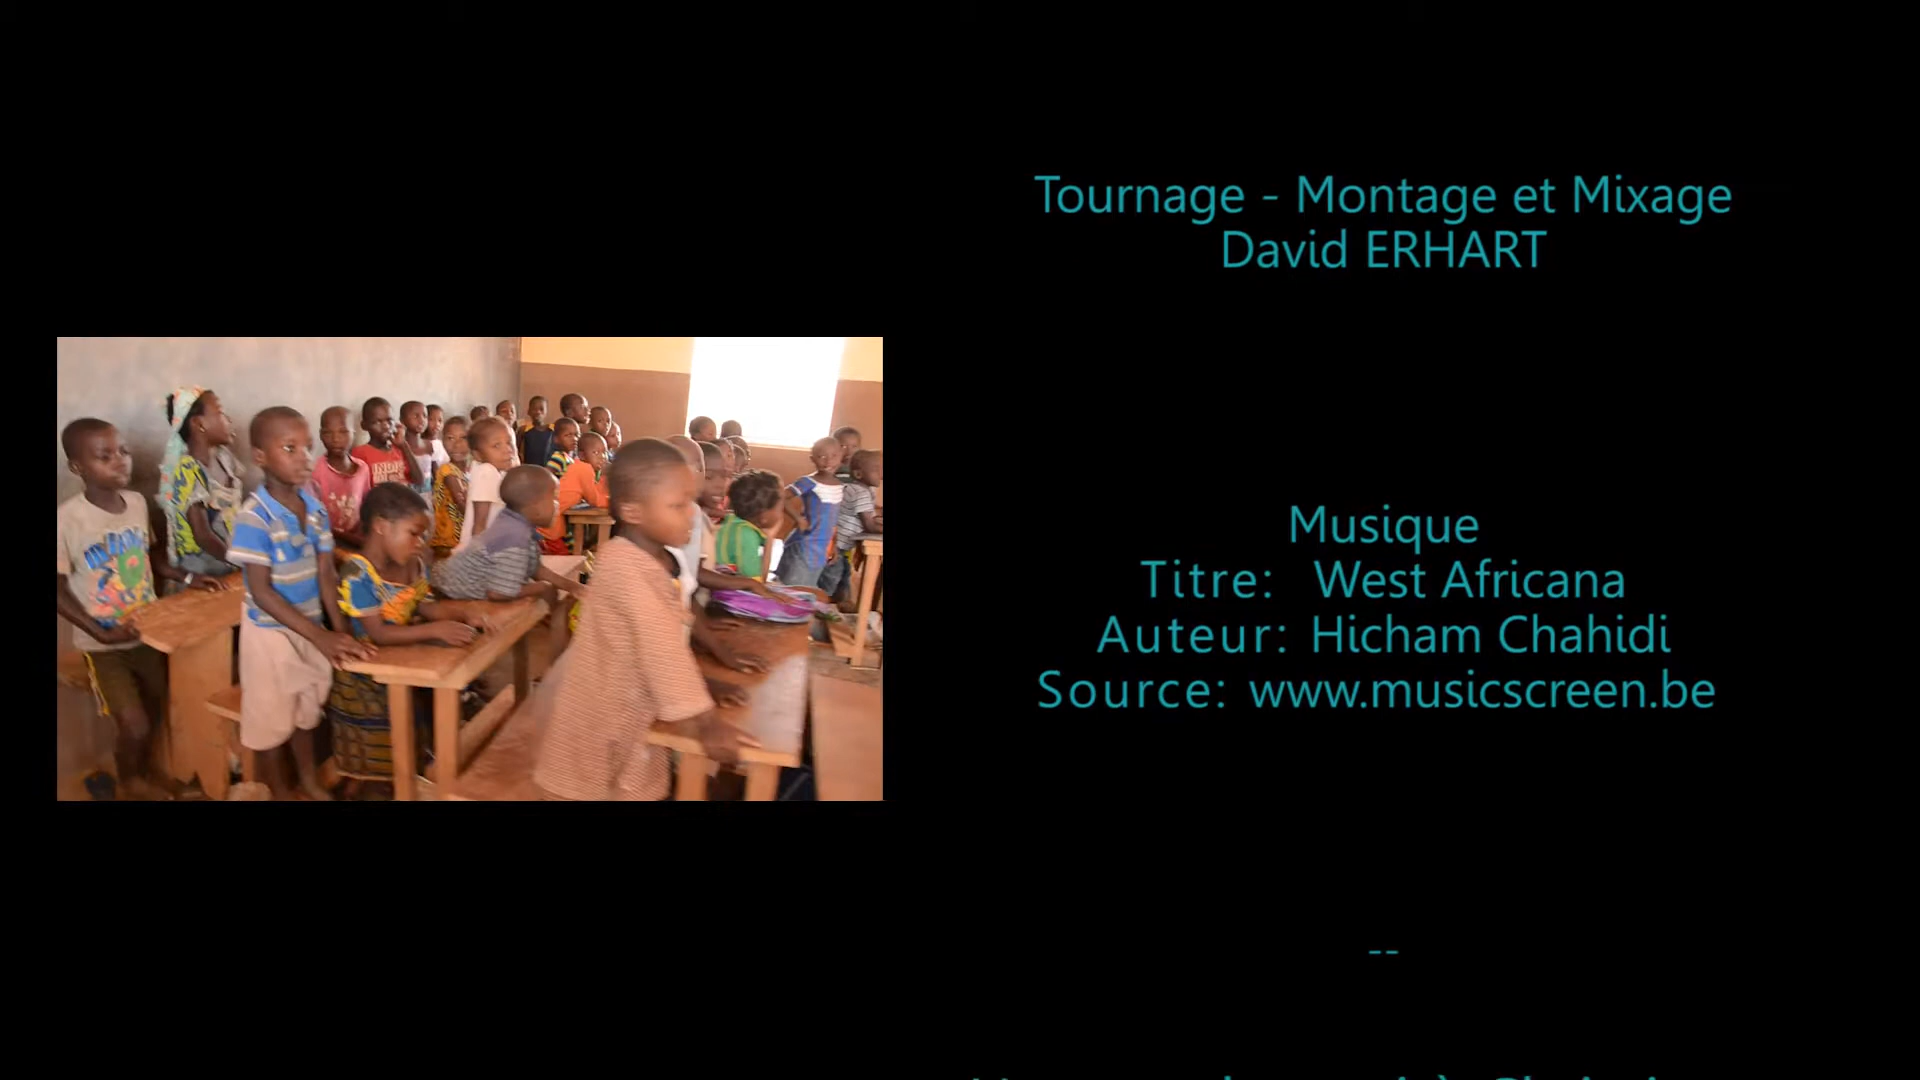 Tournage - Montage et Mixage
David ERHART
Musique
Titre: West Africana
Auteur: Hicham Chahidi
Source: www.musicscreen.be
--